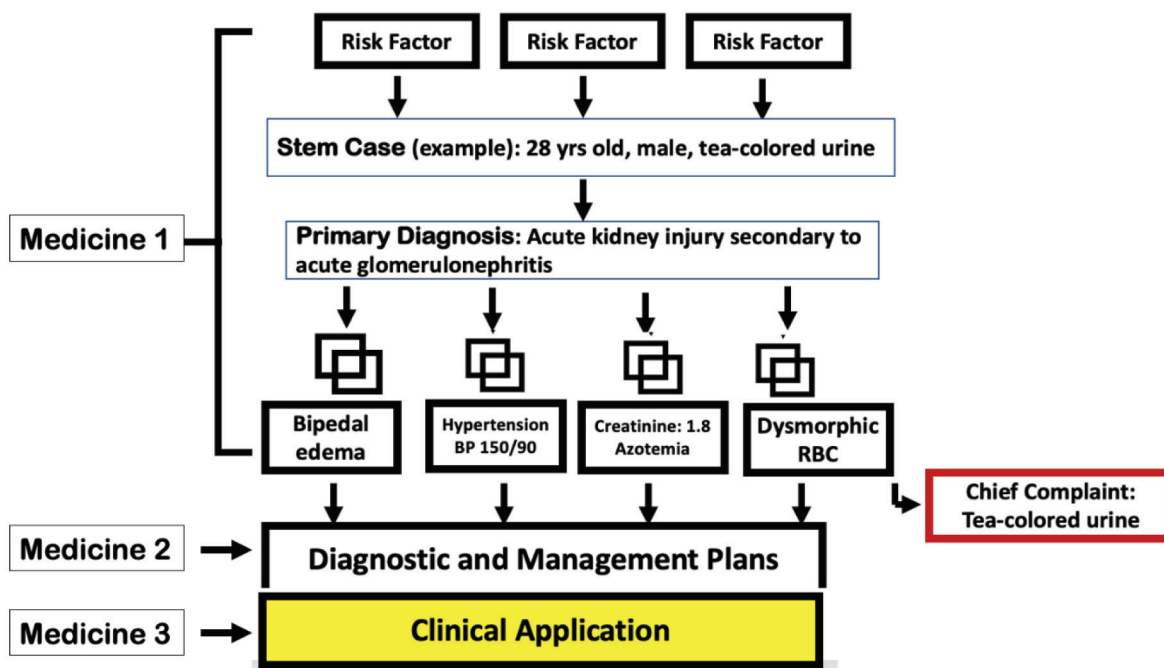 Risk Factor
Risk Factor
Risk Factor
Stem Case (example): 28 yrs old, male, tea-colored urine
Medicine 1
Primary Diagnosis: Acute kidney injury secondary to
acute glomerulonephritis
Bipedal
edema
Hypertension
BP 150/90
Creatinine: 1.8
Azotemia
Dysmorphic
RBC
Chief Complaint:
Tea-colored urine
Medicine 2
Diagnostic and Management Plans
Medicine 3
Clinical Application